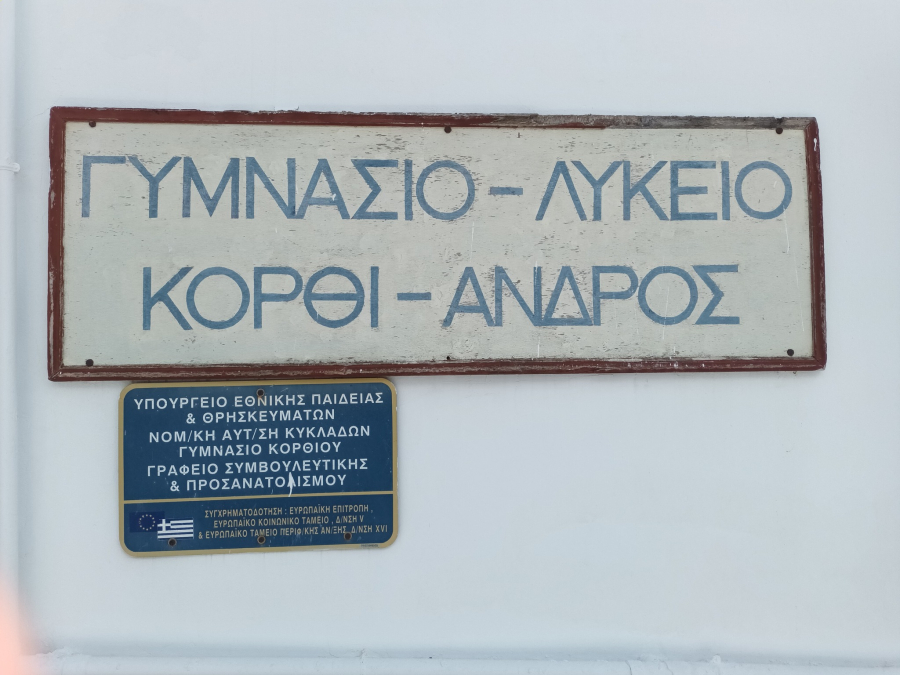 ΓΥΜΝΑΣΙΟ - ΛΥΚΕΙΟ
ΚΟΡΘΙ - ΑΝΔΡΟΣ
ΥΠΟΥΡΓΕΙΟ ΕΘΝΙΚΗΣ ΠΑΙΔΕΙΑΣ
& ΘΡΗΣΚΕΥΜΑΤΩΝ
ΝΟΜ/ΚΗ ΑΥΤ/ΣΗ ΚΥΚΛΑΔΩΝ
ΓΥΜΝΑΣΙΟ ΚΟΡΘΙΟΥ
ΓΡΑΦΕΙΟ ΣΥΜΒΟΥΛΕΥΤΙΚΗΣ
& ΠΡΟΣΑΝΑΤΟΛΙΣΜΟΥ
ΣΥΓΧΡΗΜΑΤΟΔΟΤΗΣΗ : ΕΥΡΩΠΑΪΚΗ ΕΠΙΤΡΟΠΗ ,
ΕΥΡΩΠΑΪΚΟ ΚΟΙΝΩΝΙΚΟ ΤΑΜΕΙΟ , Δ/ΝΣΗ V
& ΕΥΡΩΠΑΪΚΟ ΤΑΜΕΙΟ ΠΕΡΙΦ/ΚΗΣ ΑΝ/ΞΗΣ, Δ/ΝΣΗ XVI